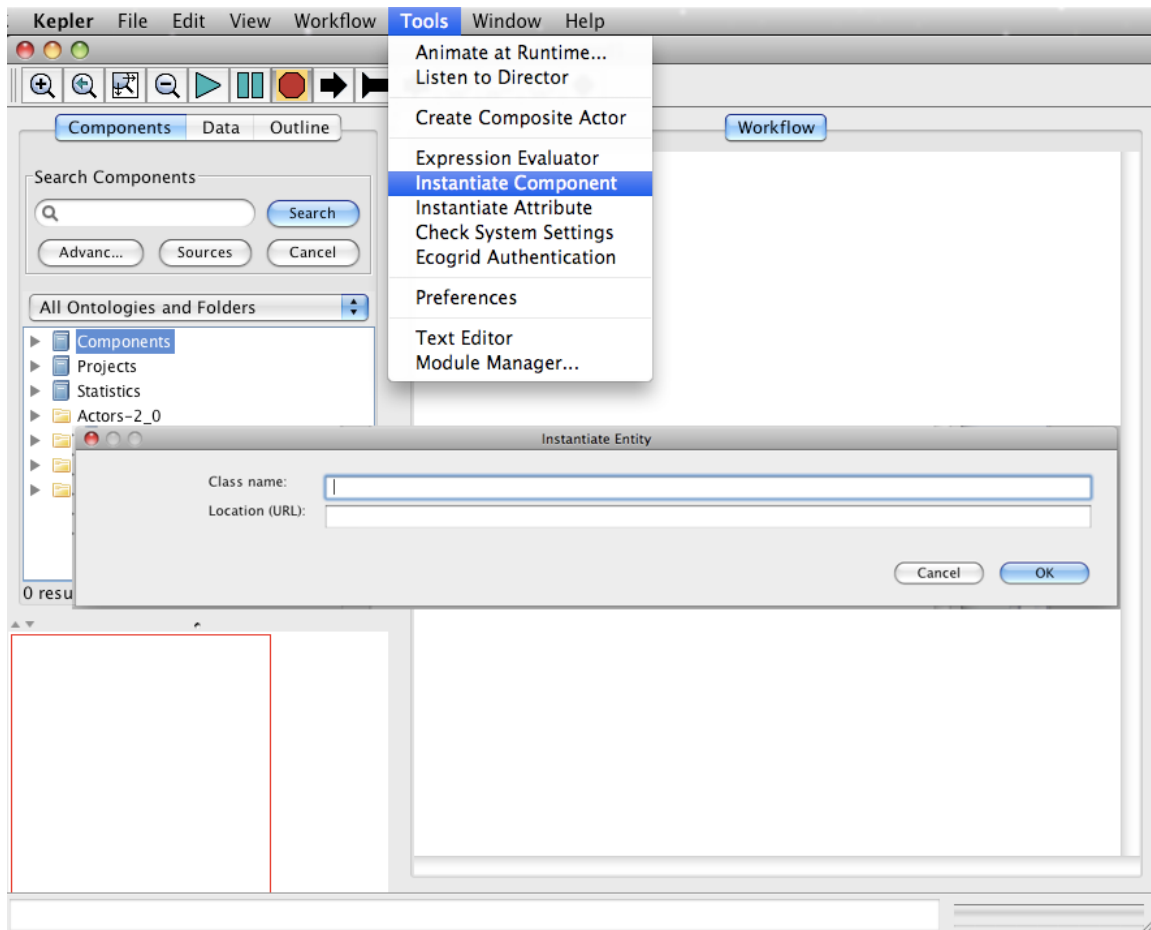 Kepler File Edit View Workflow Tools Window Help
Animate at Runtime...
Listen to Director
Create Composite Actor
Expression Evaluator
Instantiate Component
Instantiate Attribute
Check System Settings
Ecogrid Authentication
Preferences
Text Editor
Module Manager...
Components Data Outline
Workflow
Search Components
Search
Advanc... Sources Cancel
All Ontologies and Folders
Components
Projects
Statistics
Actors-2_0
Instantiate Entity
Class name:
Location (URL):
Cancel OK
0 resu